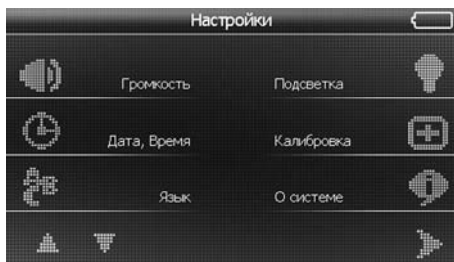 Настройки
Громкость Подсветка
Дата, Время Калибровка
Язык О системе